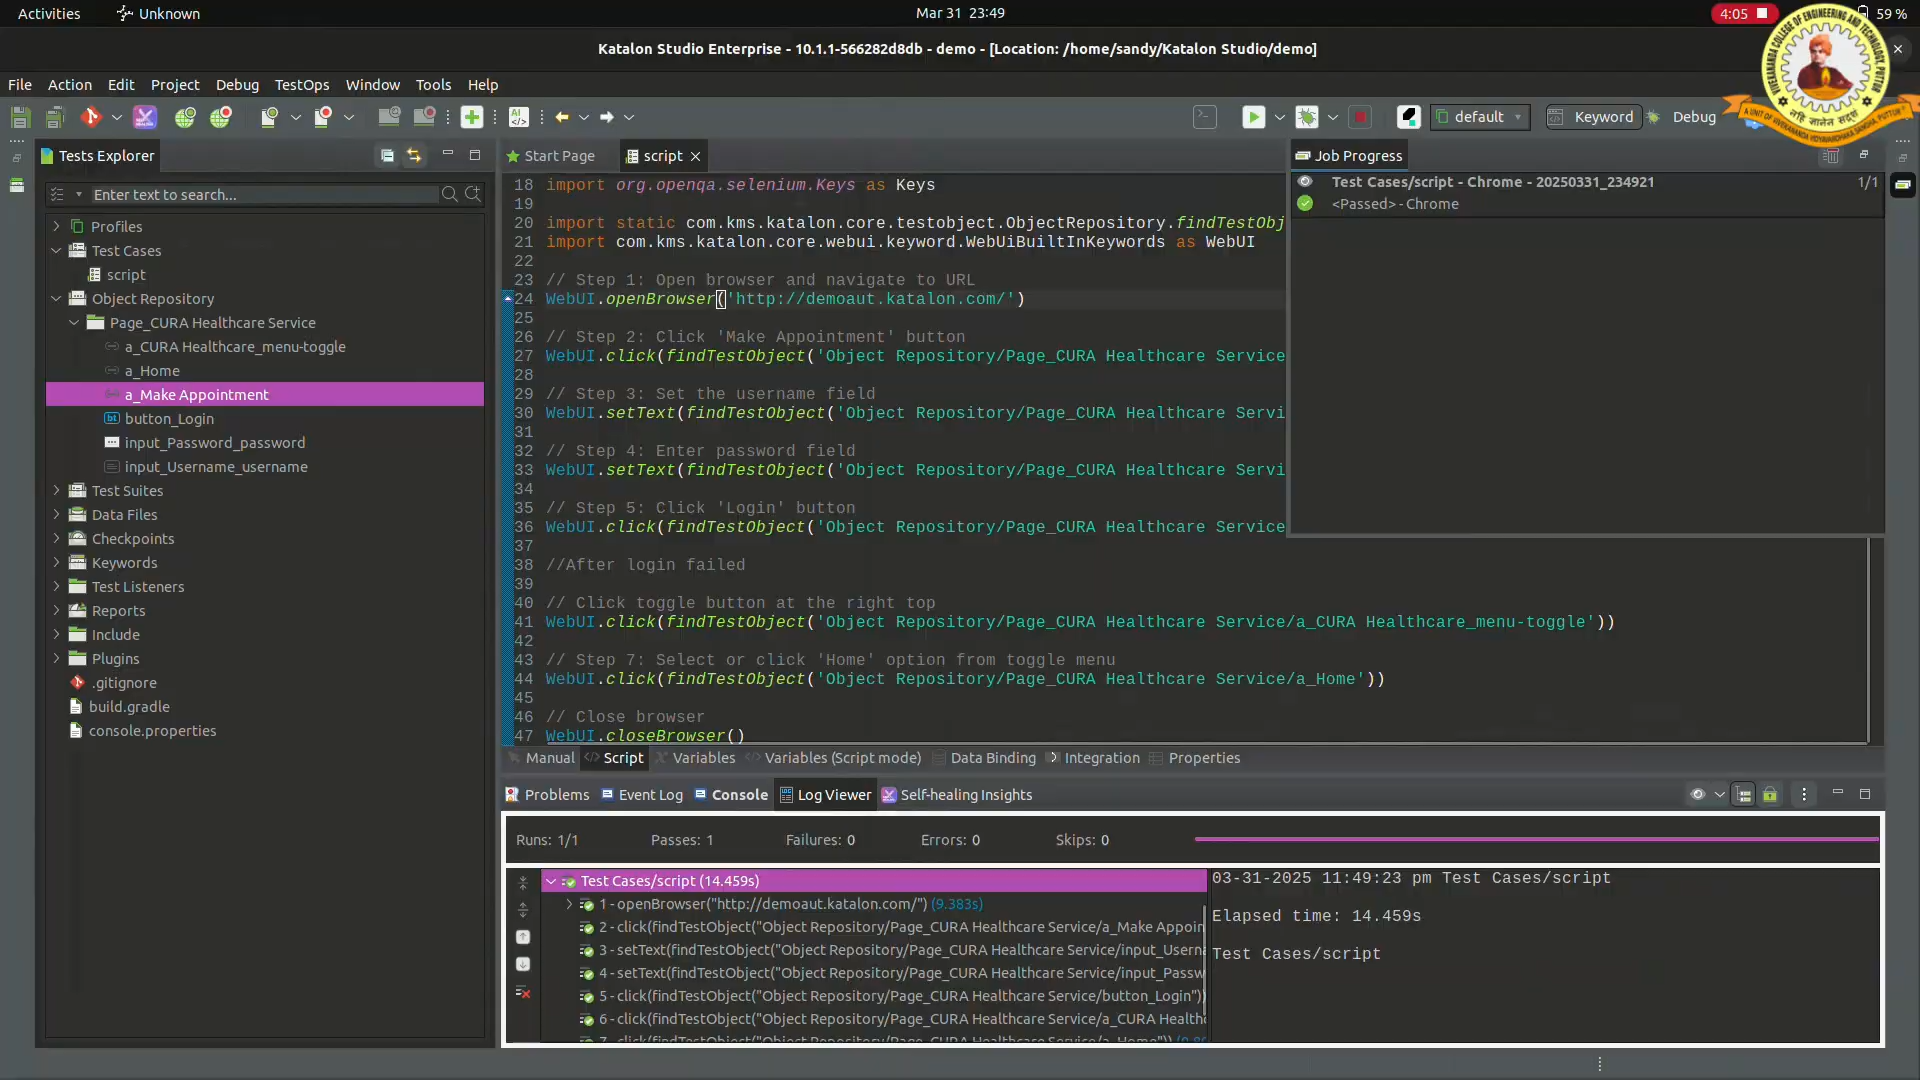 Activities
Unknown
Mar 31 23:49
4:05
59 %
Katalon Studio Enterprise - 10.1.1-566282d8db - demo - [Location: /home/sandy/Katalon Studio/demo]
File Action Edit Project Debug TestOps Window Tools Help
default
Keyword
Debug
VIVEKANANDA COLLEGE OF ENGINEERING AND TECHNOLOGY, PUTTUR
Tests Explorer
Enter text to search...
Profiles
Test Cases
script
Object Repository
Page_CURA Healthcare Service
a_CURA Healthcare_menu-toggle
a_Home
a_Make Appointment
button_Login
input_Password_password
input_Username_username
Test Suites
Data Files
Checkpoints
Keywords
Test Listeners
Reports
Include
Plugins
.gitignore
build.gradle
console.properties
Start Page
script
18 import org.openqa.selenium.Keys as Keys
19
20 import static com.kms.katalon.core.testobject.ObjectRepository.findTestObj
21 import com.kms.katalon.core.webui.keyword.WebUiBuiltInKeywords as WebUI
22
23 // Step 1: Open browser and navigate to URL
24 WebUI.openBrowser('http://demoaut.katalon.com/')
25
26 // Step 2: Click 'Make Appointment' button
27 WebUI.click(findTestObject('Object Repository/Page_CURA Healthcare Service
28
29 // Step 3: Set the username field
30 WebUI.setText(findTestObject('Object Repository/Page_CURA Healthcare Servi
31
32 // Step 4: Enter password field
33 WebUI.setText(findTestObject('Object Repository/Page_CURA Healthcare Servi
34
35 // Step 5: Click 'Login' button
36 WebUI.click(findTestObject('Object Repository/Page_CURA Healthcare Service
37
38 //After login failed
39
40 // Click toggle button at the right top
41 WebUI.click(findTestObject('Object Repository/Page_CURA Healthcare Service/a_CURA Healthcare_menu-toggle'))
42
43 // Step 7: Select or click 'Home' option from toggle menu
44 WebUI.click(findTestObject('Object Repository/Page_CURA Healthcare Service/a_Home'))
45
46 // Close browser
47 WebUI.closeBrowser()
Job Progress
Test Cases/script - Chrome - 20250331_234921 1/1
<Passed> - Chrome
Manual Script Variables Variables (Script mode) Data Binding Integration Properties
Problems Event Log Console Log Viewer Self-healing Insights
Runs: 1/1 Passes: 1 Failures: 0 Errors: 0 Skips: 0
Test Cases/script (14.459s)
1 - openBrowser("http://demoaut.katalon.com/") (9.383s)
2 - click(findTestObject("Object Repository/Page_CURA Healthcare Service/a_Make Appoin
3 - setText(findTestObject("Object Repository/Page_CURA Healthcare Service/input_Userna
4 - setText(findTestObject("Object Repository/Page_CURA Healthcare Service/input_Passw
5 - click(findTestObject("Object Repository/Page_CURA Healthcare Service/button_Login"))
6 - click(findTestObject("Object Repository/Page_CURA Healthcare Service/a_CURA Health
7 - click(findTestObject("Object Repository/Page_CURA Healthcare Service/a_Home"))
03-31-2025 11:49:23 pm Test Cases/script
Elapsed time: 14.459s
Test Cases/script